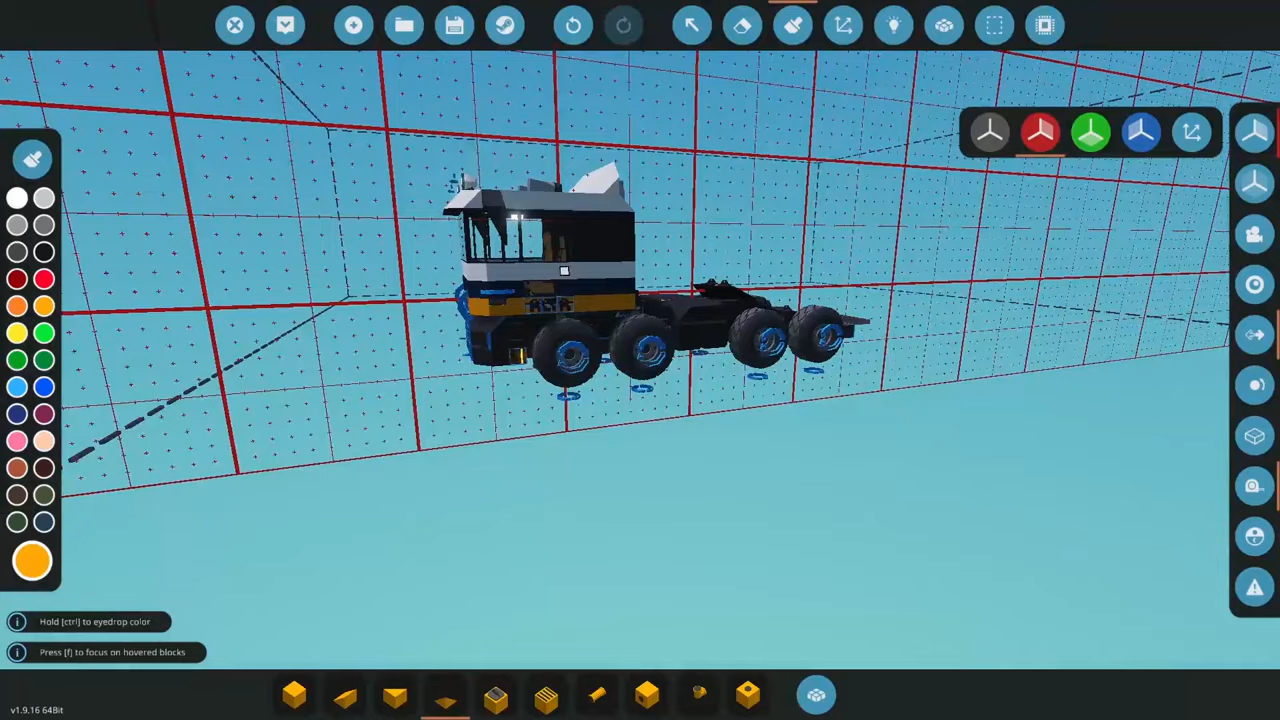 Hold [ctrl] to eyedrop color
Press [f] to focus on hovered blocks
v1.9.16 64Bit